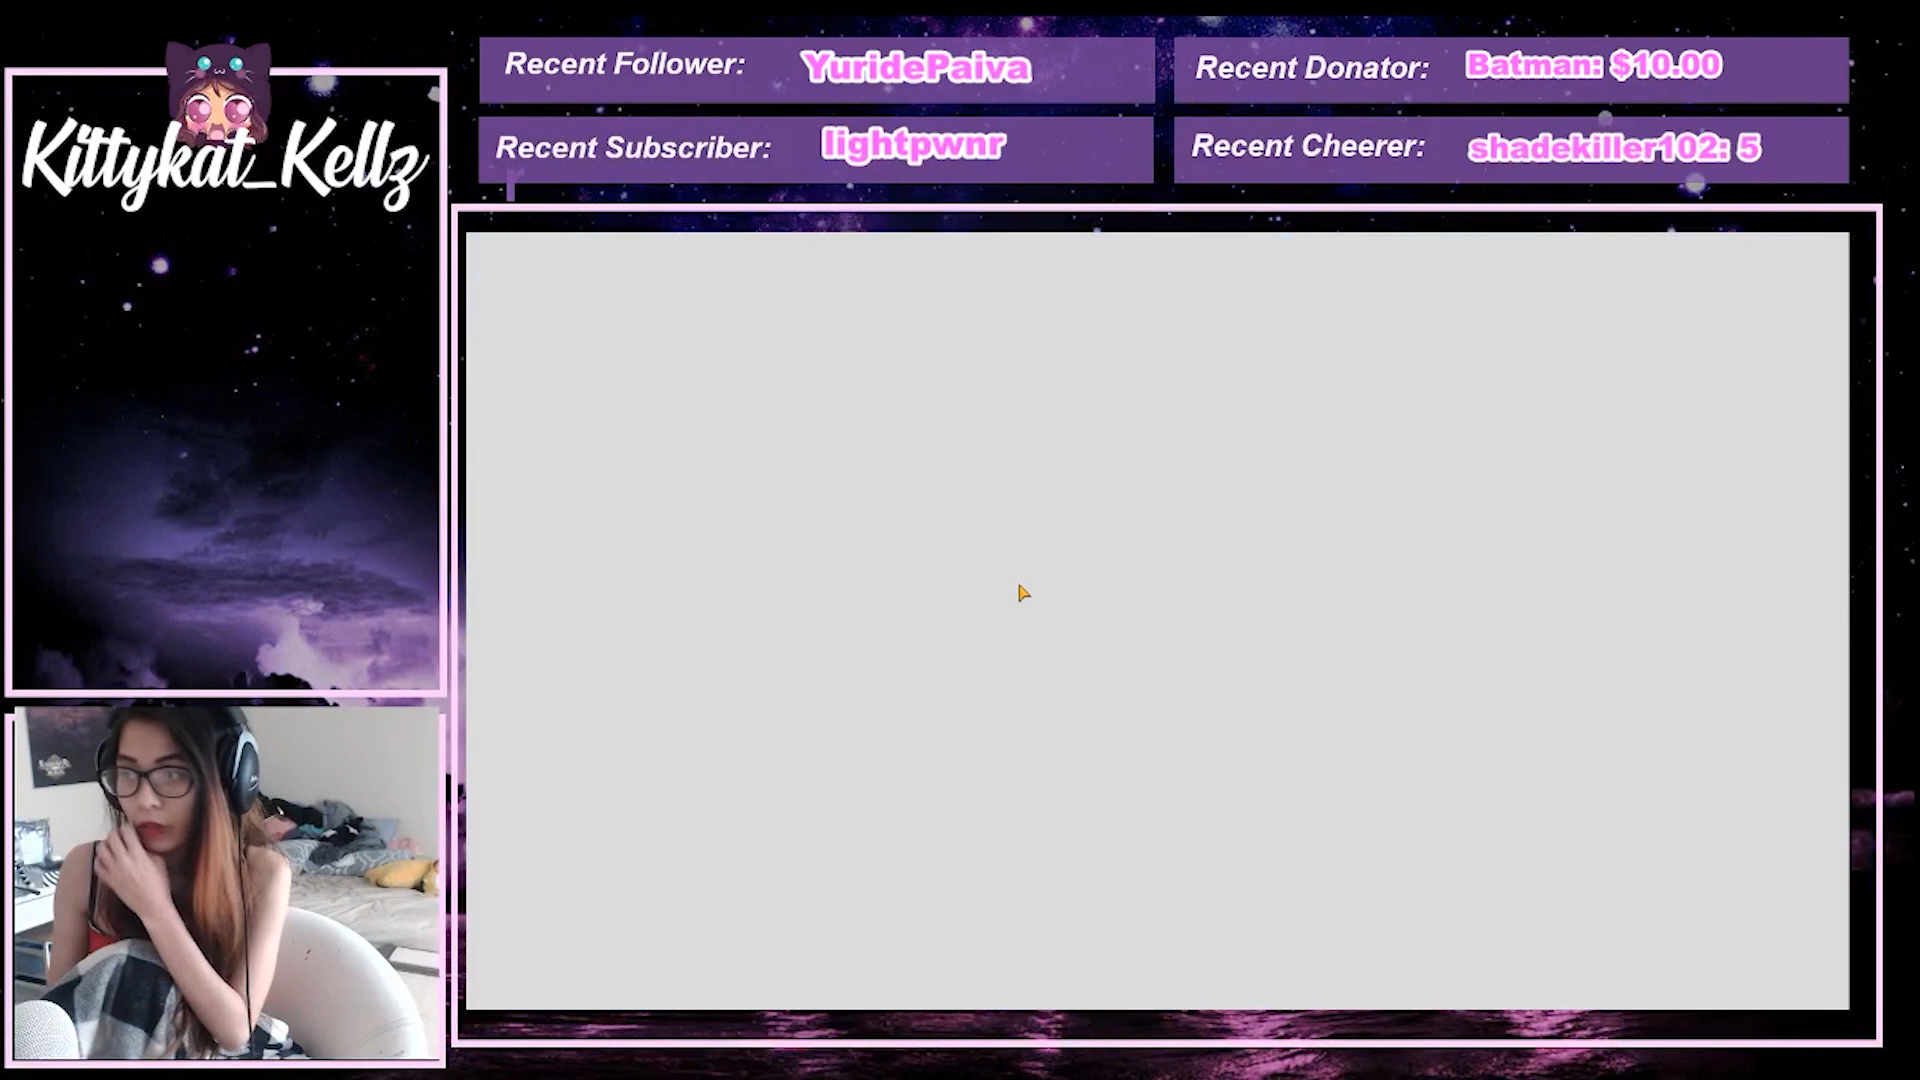 Recent Follower: YuridePaiva
Recent Donator: Batman: $10.00
Kittykat_Kellz
Recent Subscriber: lightpwnr
Recent Cheerer: shadekiller102: 5